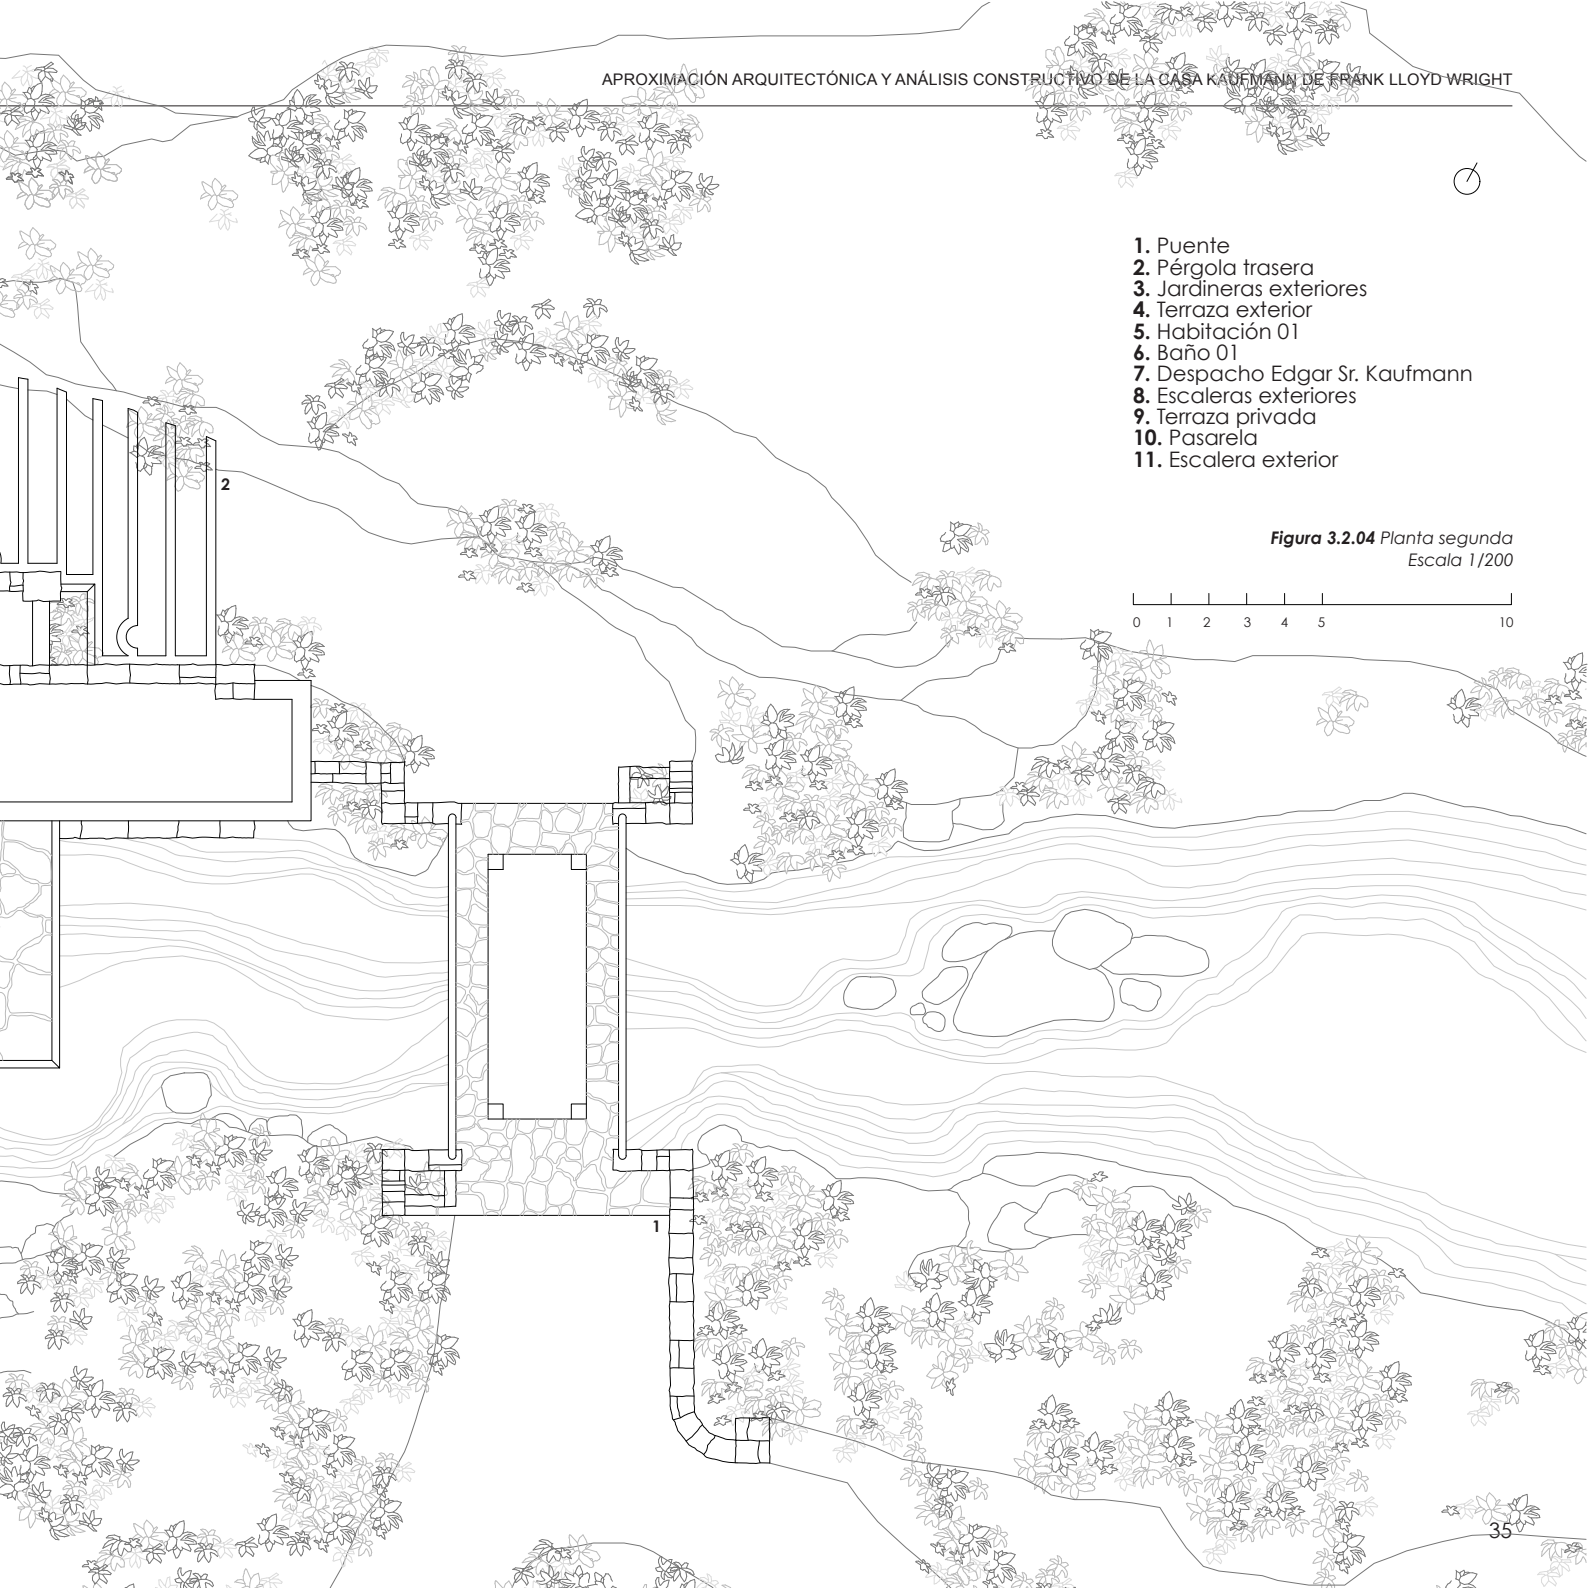 APROXIMACIÓN ARQUITECTÓNICA Y ANÁLISIS CONSTRUCTIVO DE LA CASA KAUFMANN DE FRANK LLOYD WRIGHT
1. Puente
2. Pérgola trasera
3. Jardineras exteriores
4. Terraza exterior
5. Habitación 01
6. Baño 01
7. Despacho Edgar Sr. Kaufmann
8. Escaleras exteriores
9. Terraza privada
10. Pasarela
11. Escalera exterior
2
Figura 3.2.04 Planta segunda
Escala 1/200
0 1 2 3 4 5 10
1
35